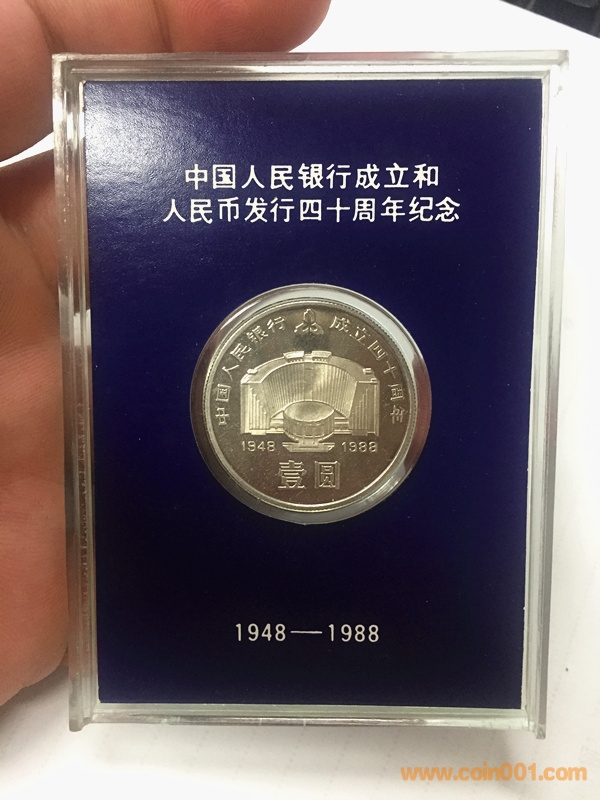 中国人民银行成立和
人民币发行四十周年纪念
中国人民银行 成立四十周年
1948 1988
壹圆
1948—1988
www.coin001.com